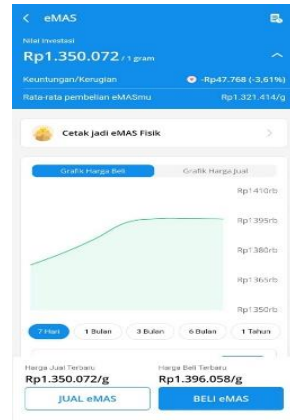 eMAS
Nilai Investasi
Rp1.350.072 / 1 gram
Keuntungan/Kerugian -Rp47.768 (-3,61%)
Rata-rata pembelian eMASmu Rp1.321.414/g
Cetak jadi eMAS Fisik
Grafik Harga Beli Grafik Harga Jual
Rp1410rb
Rp1395rb
Rp1380rb
Rp1365rb
Rp1350rb
7 Hari 1 Bulan 3 Bulan 6 Bulan 1 Tahun
Harga Jual Terbaru Harga Beli Terbaru
Rp1.350.072/g Rp1.396.058/g
JUAL eMAS BELI eMAS